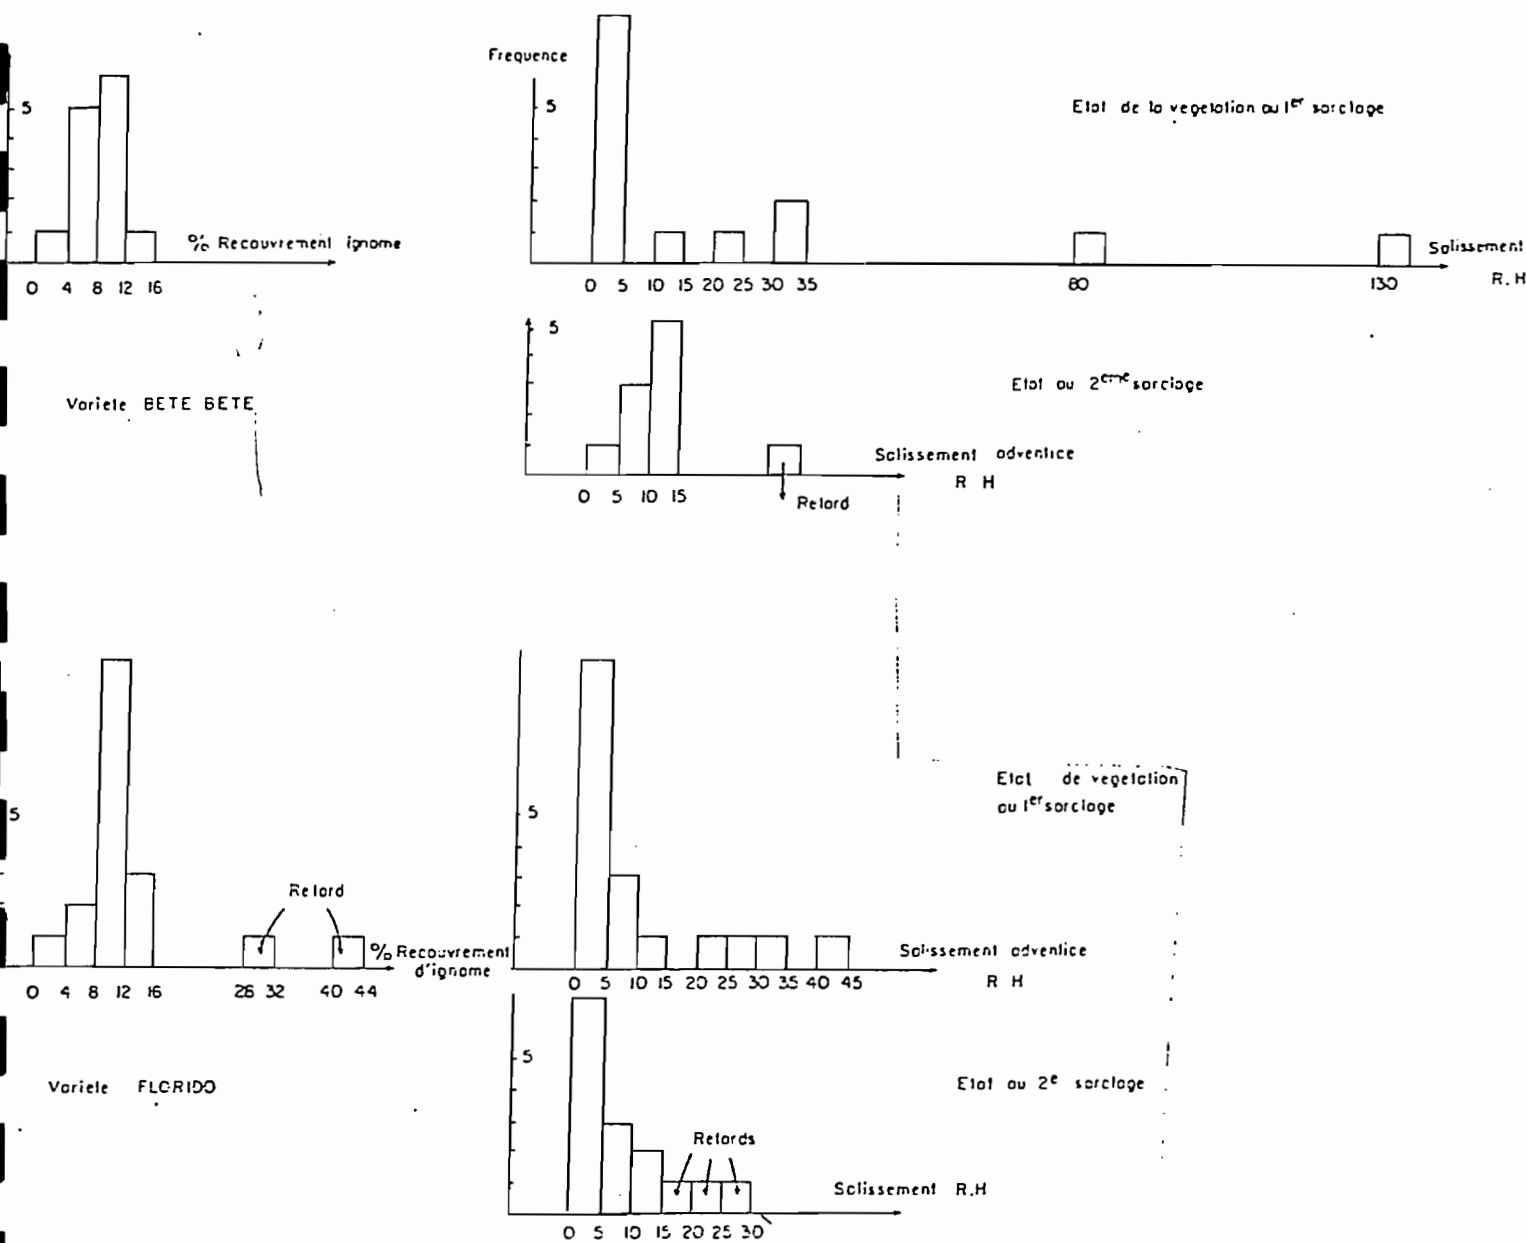 Frequence
5
5
Etat de la vegetation au 1er sarclage
% Recouvrement igname
Salissement
R.H
0 4 8 12 16
0 5 10 15 20 25 30 35 80 130
5
Etat au 2eme sarclage
Variete BETE BETE
Salissement adventice
R H
0 5 10 15
Retard
5
5
Etat de vegetation
au 1er sarclage
Retard
% Recouvrement
d'igname
Salissement adventice
R H
0 4 8 12 16 28 32 40 44
0 5 10 15 20 25 30 35 40 45
5
Variete FLORIDO
Etat au 2e sarclage
Retards
Salissement R.H
0 5 10 15 20 25 30